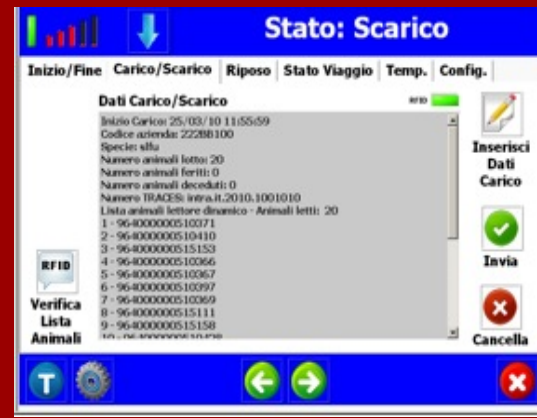 Stato: Scarico
Inizio/Fine Carico/Scarico Riposo Stato Viaggio Temp. Config.
Dati Carico/Scarico
RFID
Inizio Carico: 25/03/10 11:55:59
Codice azienda: 222BB100
Specie: slfu
Numero animali lotto: 20
Numero animali feriti: 0
Numero animali deceduti: 0
Numero TRACES: intra.it.2010.1001010
Lista animali lettore dinamico - Animali letti: 20
1 - 964000000510371
2 - 964000000510410
3 - 964000000515153
4 - 964000000510366
5 - 964000000510367
6 - 964000000510397
7 - 964000000510369
8 - 964000000515111
9 - 964000000515158
10 - 964000000510428
Inserisci
Dati
Carico
Invia
Cancella
RFID
Verifica
Lista
Animali
T